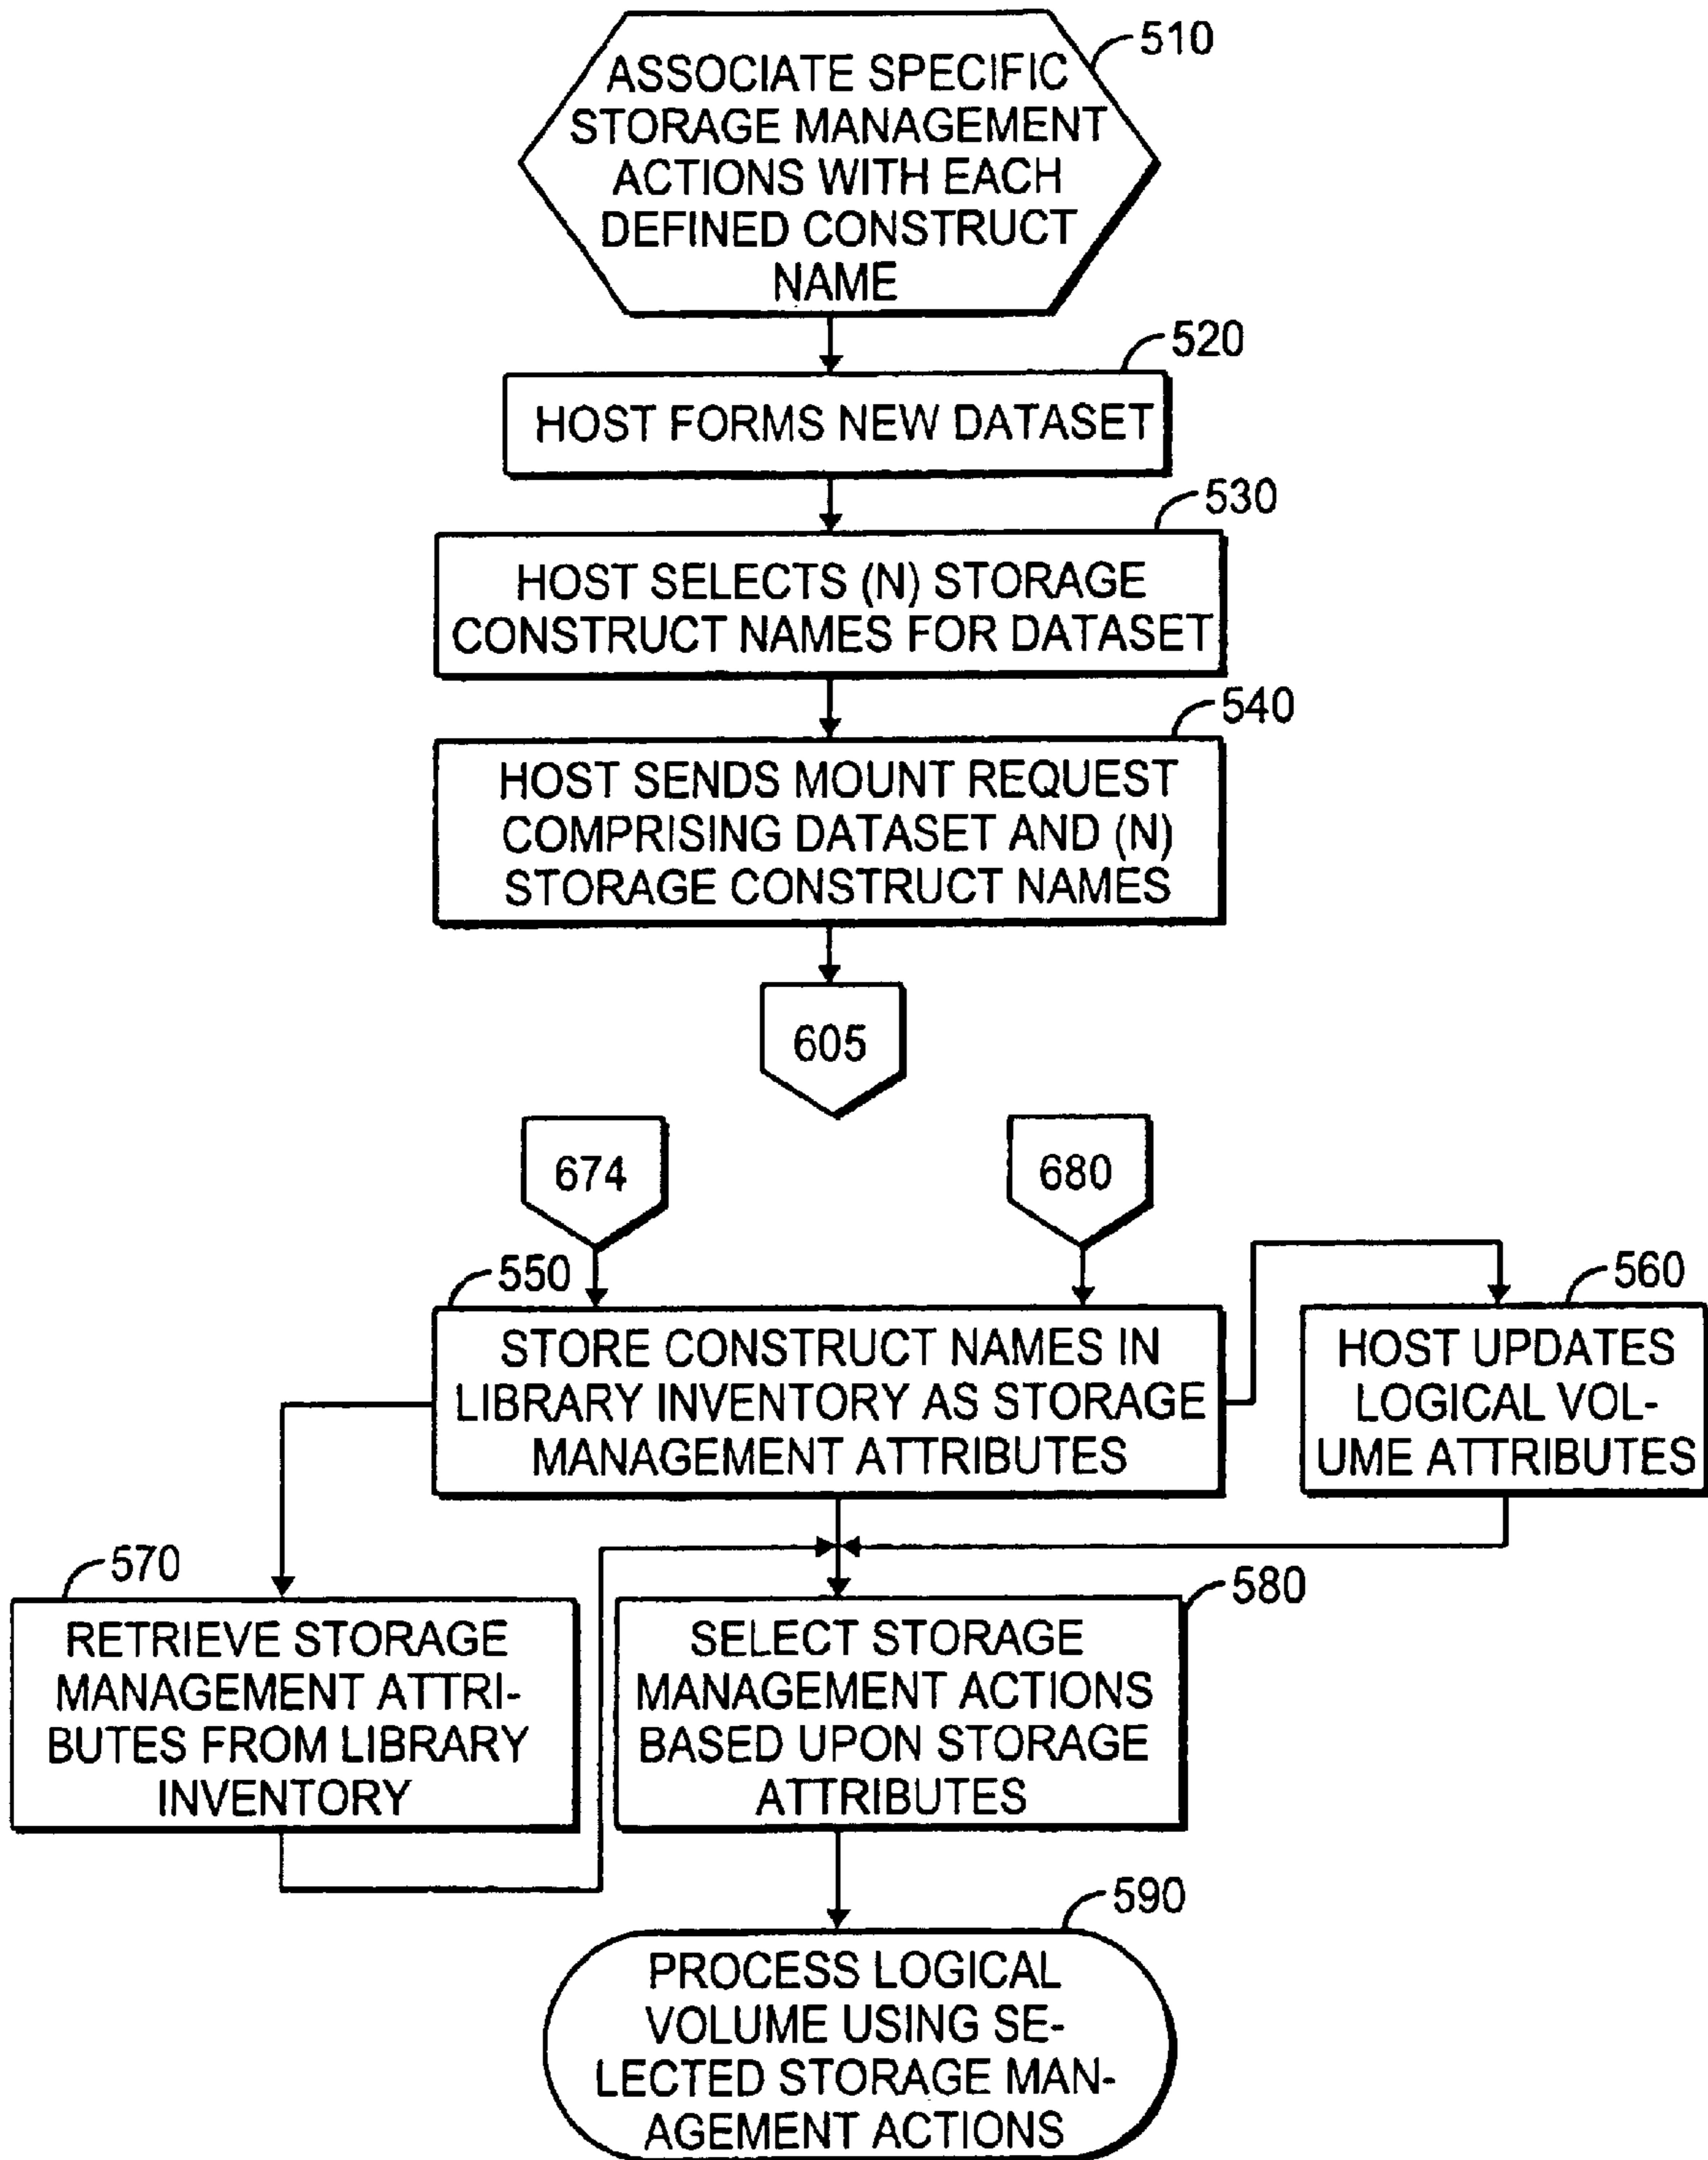 510
ASSOCIATE SPECIFIC
STORAGE MANAGEMENT
ACTIONS WITH EACH
DEFINED CONSTRUCT
NAME
520
HOST FORMS NEW DATASET
530
HOST SELECTS (N) STORAGE
CONSTRUCT NAMES FOR DATASET
540
HOST SENDS MOUNT REQUEST
COMPRISING DATASET AND (N)
STORAGE CONSTRUCT NAMES
605
674
680
550
STORE CONSTRUCT NAMES IN
LIBRARY INVENTORY AS STORAGE
MANAGEMENT ATTRIBUTES
560
HOST UPDATES
LOGICAL VOL-
UME ATTRIBUTES
570
RETRIEVE STORAGE
MANAGEMENT ATTRI-
BUTES FROM LIBRARY
INVENTORY
580
SELECT STORAGE
MANAGEMENT ACTIONS
BASED UPON STORAGE
ATTRIBUTES
590
PROCESS LOGICAL
VOLUME USING SE-
LECTED STORAGE MAN-
AGEMENT ACTIONS